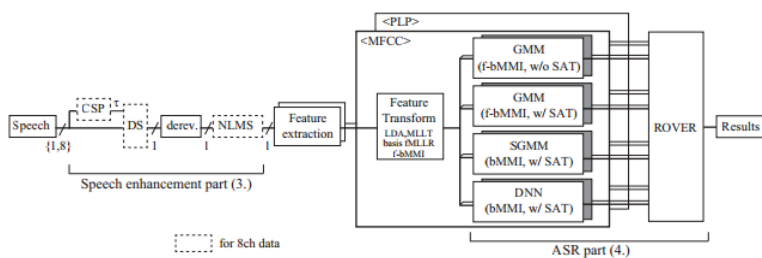 <PLP>
<MFCC>
GMM
(f-bMMI, w/o SAT)
GMM
(f-bMMI, w/ SAT)
SGMM
(bMMI, w/ SAT)
DNN
(bMMI, w/ SAT)
Feature
Transform
LDA,MLLT
basis fMLLR
f-bMMI
ROVER
Results
Speech
{1,8}
CSP
τ
DS
1
derev.
1
NLMS
1
Feature
extraction
Speech enhancement part (3.)
for 8ch data
ASR part (4.)